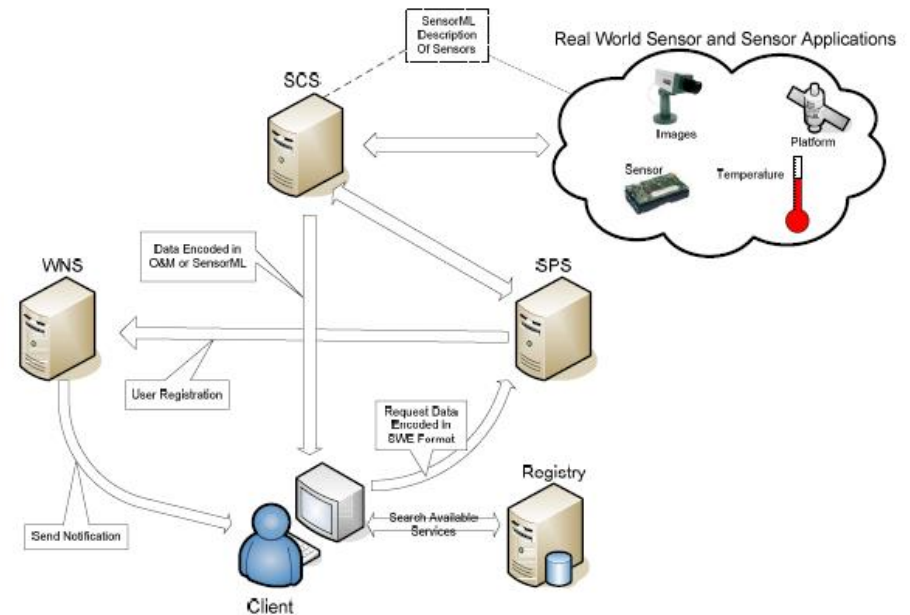 SensorML
Description
Of Sensors
Real World Sensor and Sensor Applications
SCS
Images
Platform
Sensor
Temperature
Data Encoded in
O&M or SensorML
WNS
SPS
User Registration
Request Data
Encoded In
SWE Format
Registry
Search Available
Services
Send Notification
Client